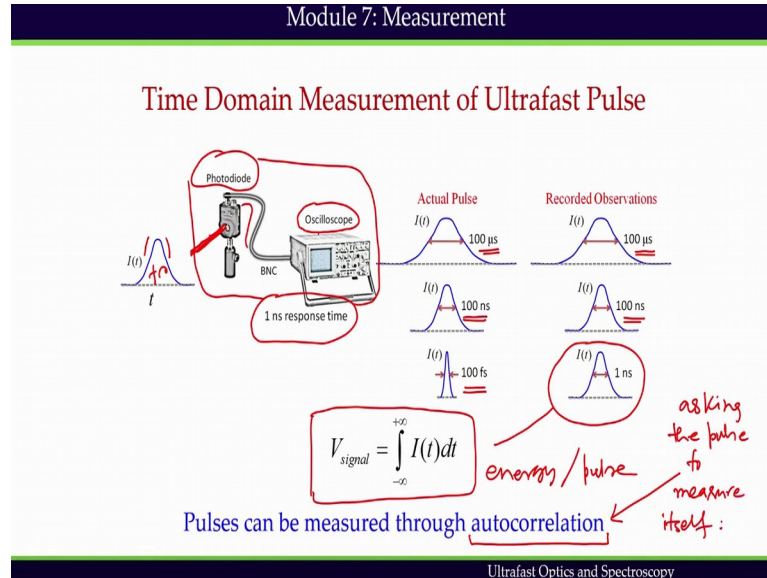 Module 7: Measurement
Time Domain Measurement of Ultrafast Pulse
Photodiode
Oscilloscope
BNC
1 ns response time
I(t)
t
Actual Pulse
Recorded Observations
I(t)
100 μs
I(t)
100 μs
I(t)
100 ns
I(t)
100 ns
I(t)
100 fs
I(t)
1 ns
V_signal = ∫_{-∞}^{+∞} I(t)dt
energy / pulse
asking
the pulse
to
measure
itself :
Pulses can be measured through autocorrelation
Ultrafast Optics and Spectroscopy